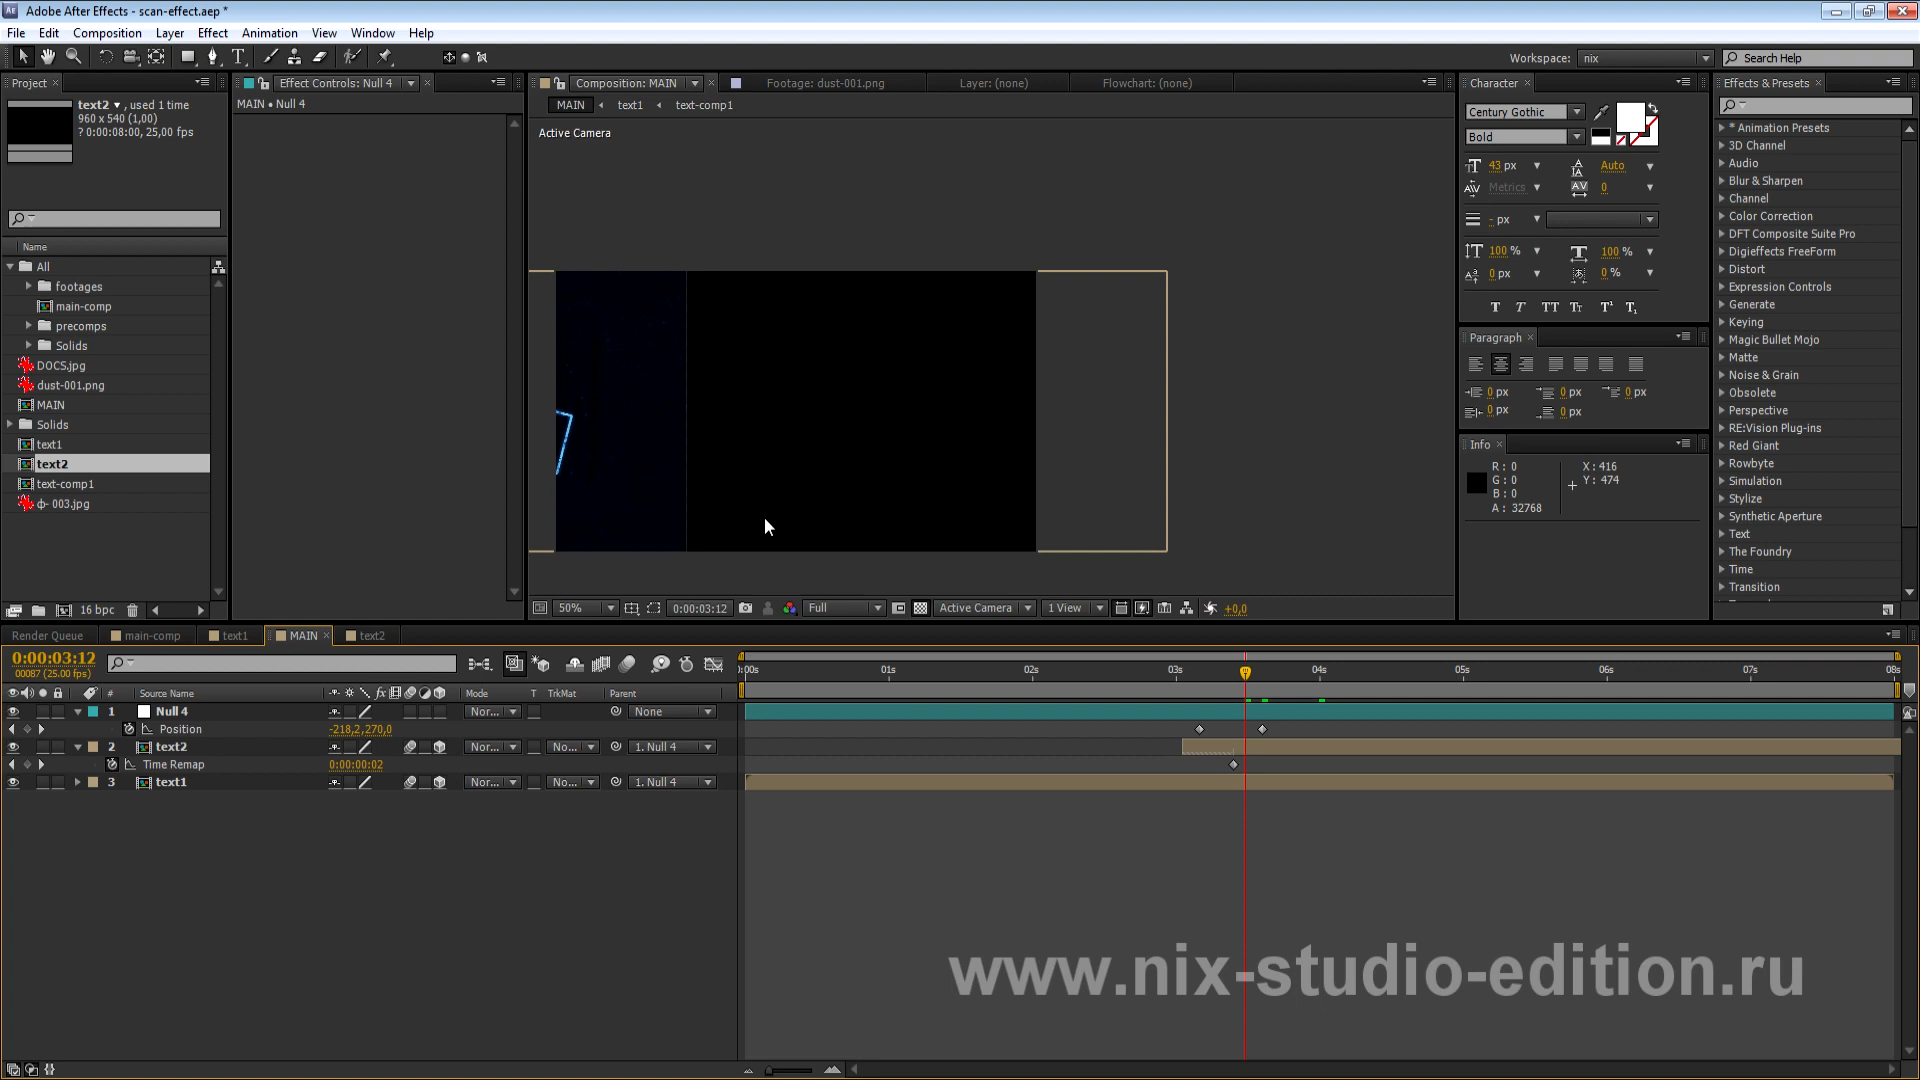 Adobe After Effects - scan-effect.aep *
File Edit Composition Layer Effect Animation View Window Help
Workspace: nix Search Help
Project
text2 , used 1 time
960 x 540 (1,00)
? 0:00:08:00, 25,00 fps
Name
All
footages
main-comp
precomps
Solids
DOCS.jpg
dust-001.png
MAIN
Solids
text1
text2
text-comp1
ф- 003.jpg
16 bpc
Effect Controls: Null 4
MAIN • Null 4
Composition: MAIN
Footage: dust-001.png
Layer: (none)
Flowchart: (none)
MAIN text1 text-comp1
Active Camera
50% 0:00:03:12 Full Active Camera 1 View +0,0
Character
Century Gothic
Bold
43 px Auto
Metrics 0
- px
100 % 100 %
0 px 0 %
Paragraph
0 px 0 px 0 px
0 px 0 px
Info
R: 0 X: 416
G: 0 Y: 474
B: 0
A: 32768
Effects & Presets
* Animation Presets
3D Channel
Audio
Blur & Sharpen
Channel
Color Correction
DFT Composite Suite Pro
Digieffects FreeForm
Distort
Expression Controls
Generate
Keying
Magic Bullet Mojo
Matte
Noise & Grain
Obsolete
Perspective
RE:Vision Plug-ins
Red Giant
Rowbyte
Simulation
Stylize
Synthetic Aperture
Text
The Foundry
Time
Transition
Render Queue main-comp text1 MAIN text2
0:00:03:12
00087 (25.00 fps)
:00s 01s 02s 03s 04s 05s 06s 07s 08s
# Source Name fx Mode T TrkMat Parent
1 Null 4 Nor... None
Position -218,2,270,0
2 text2 Nor... No... 1. Null 4
Time Remap 0:00:00:02
3 text1 Nor... No... 1. Null 4
www.nix-studio-edition.ru